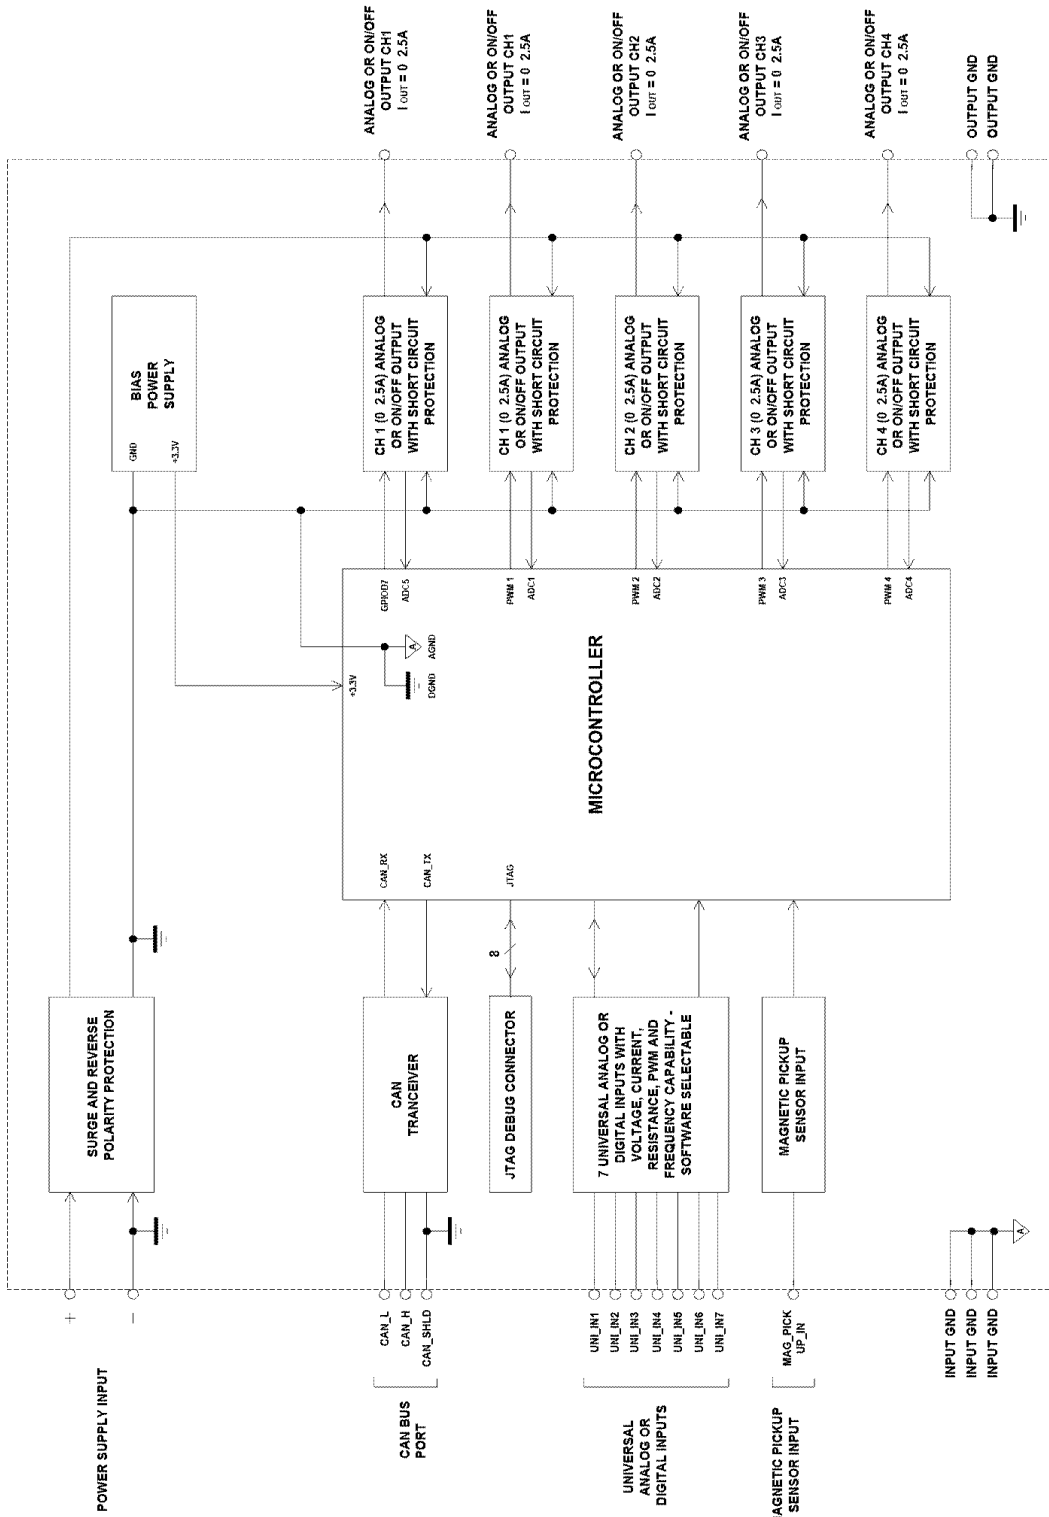 POWER SUPPLY INPUT
+
–
SURGE AND REVERSE
POLARITY PROTECTION
BIAS
POWER
SUPPLY
GND
+3.3V
CAN BUS
PORT
CAN_L
CAN_H
CAN_SHLD
CAN
TRANCEIVER
JTAG DEBUG CONNECTOR
8
UNIVERSAL
ANALOG OR
DIGITAL INPUTS
UNI_IN1
UNI_IN2
UNI_IN3
UNI_IN4
UNI_IN5
UNI_IN6
UNI_IN7
7 UNIVERSAL ANALOG OR
DIGITAL INPUTS WITH
VOLTAGE, CURRENT,
RESISTANCE, PWM AND
FREQUENCY CAPABILITY -
SOFTWARE SELECTABLE
AGNETIC PICKUP
SENSOR INPUT
MAG_PICK
UP_IN
MAGNETIC PICKUP
SENSOR INPUT
INPUT GND
INPUT GND
INPUT GND
A
MICROCONTROLLER
CAN_RX
CAN_TX
JTAG
+3.3V
DGND
AGND
A
GPIOD7
ADC5
PWM 1
ADC1
PWM 2
ADC2
PWM 3
ADC3
PWM 4
ADC4
CH 1 (0 2.5A) ANALOG
OR ON/OFF OUTPUT
WITH SHORT CIRCUIT
PROTECTION
CH 1 (0 2.5A) ANALOG
OR ON/OFF OUTPUT
WITH SHORT CIRCUIT
PROTECTION
CH 2 (0 2.5A) ANALOG
OR ON/OFF OUTPUT
WITH SHORT CIRCUIT
PROTECTION
CH 3 (0 2.5A) ANALOG
OR ON/OFF OUTPUT
WITH SHORT CIRCUIT
PROTECTION
CH 4 (0 2.5A) ANALOG
OR ON/OFF OUTPUT
WITH SHORT CIRCUIT
PROTECTION
ANALOG OR ON/OFF
OUTPUT CH1
I OUT = 0 2.5A
ANALOG OR ON/OFF
OUTPUT CH1
I OUT = 0 2.5A
ANALOG OR ON/OFF
OUTPUT CH2
I OUT = 0 2.5A
ANALOG OR ON/OFF
OUTPUT CH3
I OUT = 0 2.5A
ANALOG OR ON/OFF
OUTPUT CH4
I OUT = 0 2.5A
OUTPUT GND
OUTPUT GND